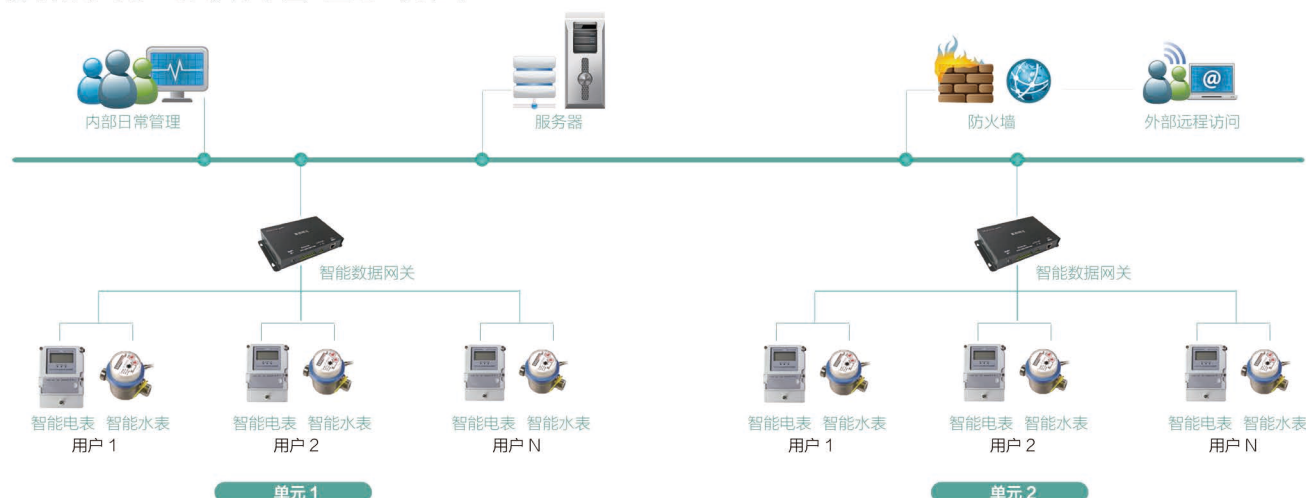 内部日常管理
服务器
防火墙
外部远程访问
@
智能数据网关
智能数据网关
智能电表 智能水表
智能电表 智能水表
智能电表 智能水表
智能电表 智能水表
智能电表 智能水表
智能电表 智能水表
用户 1
用户 2
用户 N
用户 1
用户 2
用户 N
单元 1
单元 2